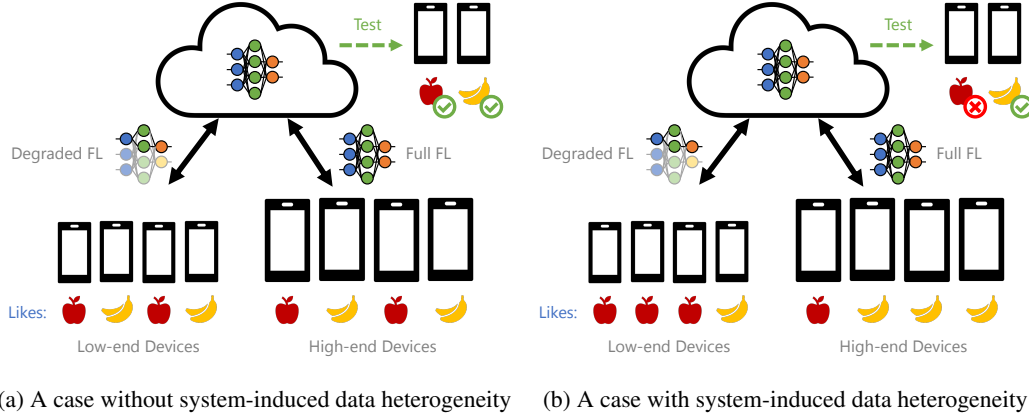 Test
Degraded FL
Full FL
Likes:
Low-end Devices
High-end Devices
a) A case without system-induced data heterogeneity
Test
Degraded FL
Full FL
Likes:
Low-end Devices
High-end Devices
(b) A case with system-induced data heterogeneity